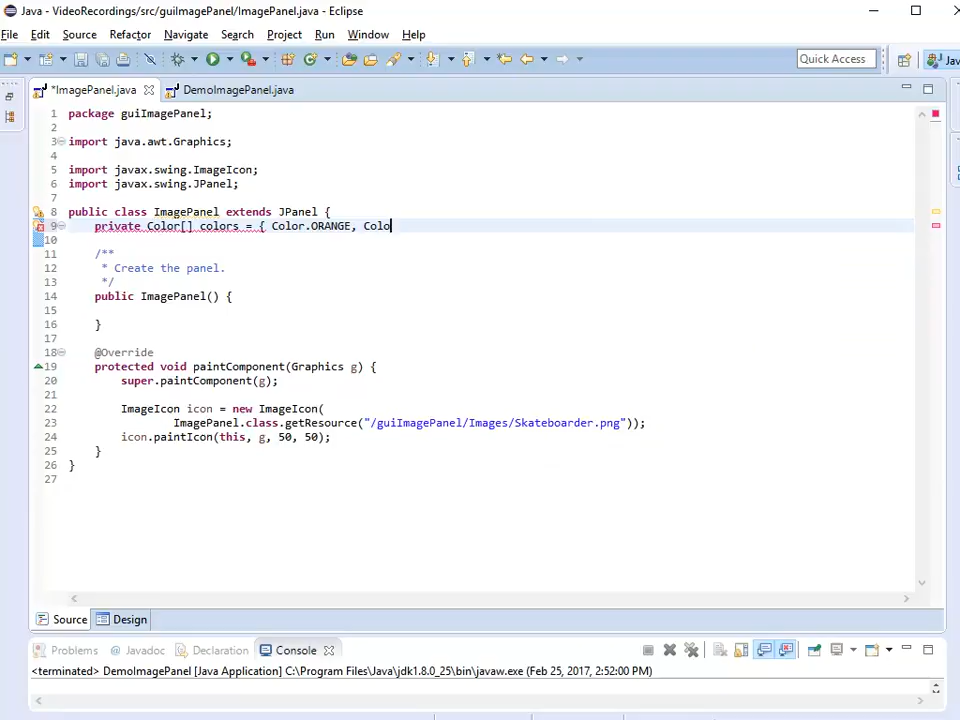 Java - VideoRecordings/src/guiImagePanel/ImagePanel.java - Eclipse
File Edit Source Refactor Navigate Search Project Run Window Help
Quick Access
Java
*ImagePanel.java
DemoImagePanel.java
1 package guiImagePanel;
2
3 import java.awt.Graphics;
4
5 import javax.swing.ImageIcon;
6 import javax.swing.JPanel;
7
8 public class ImagePanel extends JPanel {
9 private Color[] colors = { Color.ORANGE, Colo
10
11 /**
12 * Create the panel.
13 */
14 public ImagePanel() {
15
16 }
17
18 @Override
19 protected void paintComponent(Graphics g) {
20 super.paintComponent(g);
21
22 ImageIcon icon = new ImageIcon(
23 ImagePanel.class.getResource("/guiImagePanel/Images/Skateboarder.png"));
24 icon.paintIcon(this, g, 50, 50);
25 }
26 }
27
Source Design
Problems @ Javadoc Declaration Console
<terminated> DemoImagePanel [Java Application] C:\Program Files\Java\jdk1.8.0_25\bin\javaw.exe (Feb 25, 2017, 2:52:00 PM)